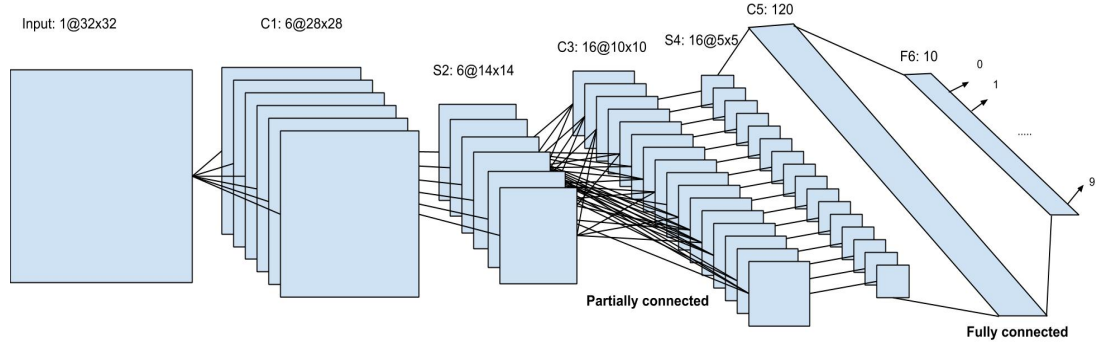 Input: 1@32x32
C1: 6@28x28
S2: 6@14x14
C3: 16@10x10
S4: 16@5x5
C5: 120
F6: 10
0
1
.....
9
Partially connected
Fully connected